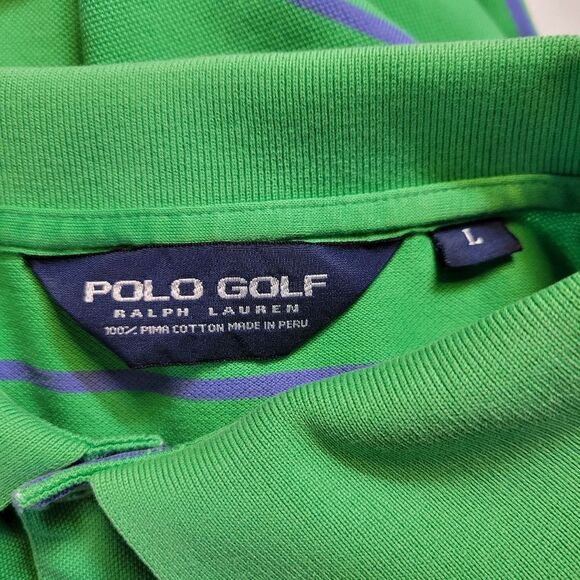 POLO GOLF
RALPH LAUREN
100% PIMA COTTON MADE IN PERU
L